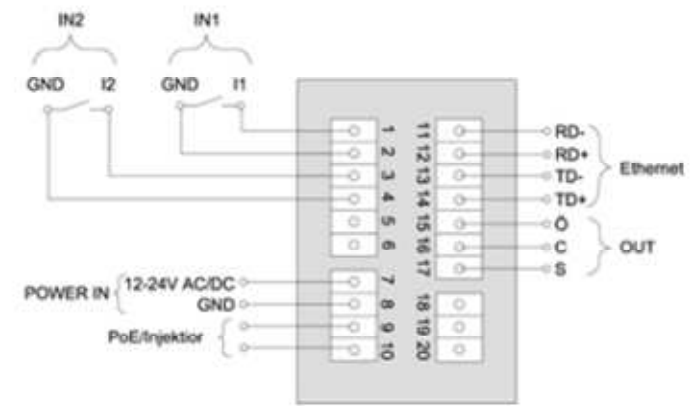 IN2 IN1
GND I2 GND I1
1 11 RD-
2 12 RD+
3 13 TD-
4 14 TD+
Ethernet
5 15 Ö
6 16 C
17 S
OUT
POWER IN 12-24V AC/DC 7
GND 8 18
PoE/Injektior 9 19
10 20